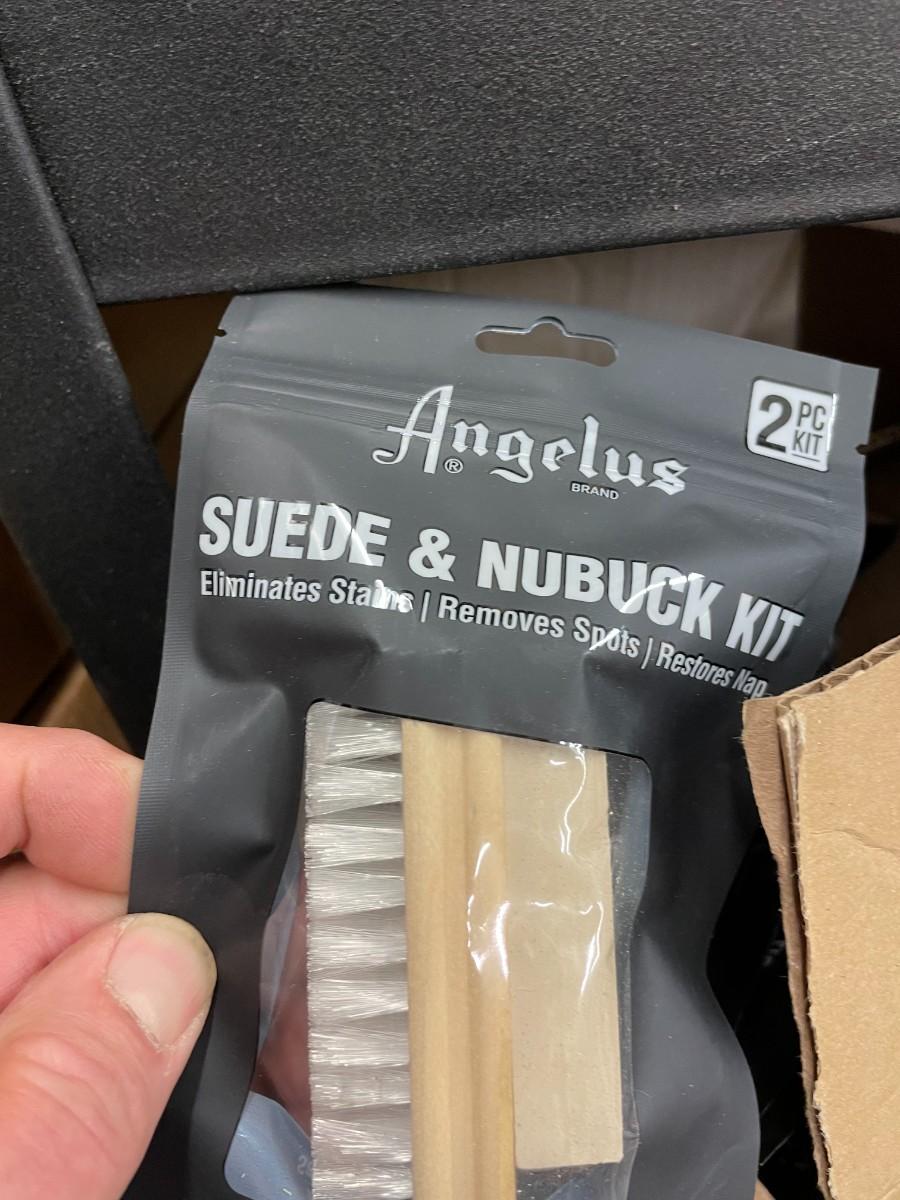 Angelus®
BRAND
2 PC KIT
SUEDE & NUBUCK KIT
Eliminates Stains | Removes Spots | Restores Nap